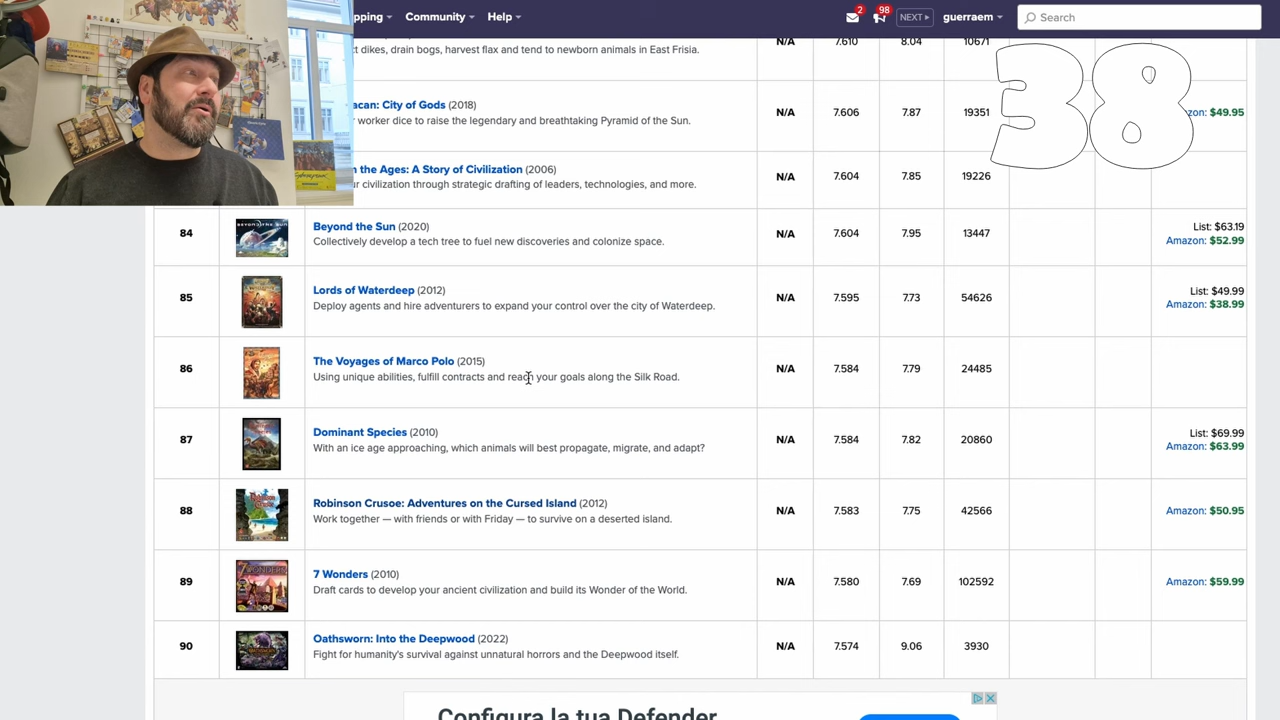 pping Community Help 2 98 NEXT guerraem Search
t dikes, drain bogs, harvest flax and tend to newborn animals in East Frisia. N/A 7.610 8.04 10671
38
acan: City of Gods (2018)
r worker dice to raise the legendary and breathtaking Pyramid of the Sun. N/A 7.606 7.87 19351 zon: $49.95
n the Ages: A Story of Civilization (2006)
ur civilization through strategic drafting of leaders, technologies, and more. N/A 7.604 7.85 19226
84 Beyond the Sun (2020) N/A 7.604 7.95 13447 List: $63.19
Collectively develop a tech tree to fuel new discoveries and colonize space. Amazon: $52.99
85 Lords of Waterdeep (2012) N/A 7.595 7.73 54626 List: $49.99
Deploy agents and hire adventurers to expand your control over the city of Waterdeep. Amazon: $38.99
86 The Voyages of Marco Polo (2015) N/A 7.584 7.79 24485
Using unique abilities, fulfill contracts and reach your goals along the Silk Road.
87 Dominant Species (2010) N/A 7.584 7.82 20860 List: $69.99
With an ice age approaching, which animals will best propagate, migrate, and adapt? Amazon: $63.99
88 Robinson Crusoe: Adventures on the Cursed Island (2012) N/A 7.583 7.75 42566 Amazon: $50.95
Work together — with friends or with Friday — to survive on a deserted island.
89 7 Wonders (2010) N/A 7.580 7.69 102592 Amazon: $59.99
Draft cards to develop your ancient civilization and build its Wonder of the World.
90 Oathsworn: Into the Deepwood (2022) N/A 7.574 9.06 3930
Fight for humanity's survival against unnatural horrors and the Deepwood itself.
Configura la tua Defender